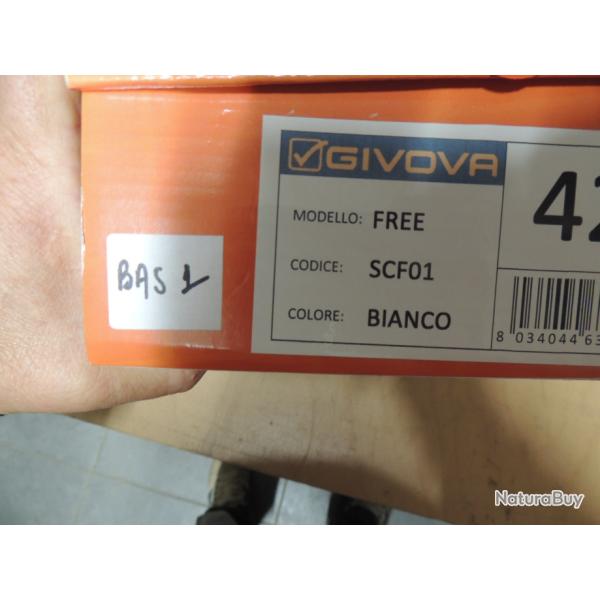 GIVOVA
MODELLO: FREE
CODICE: SCF01
COLORE: BIANCO
42
8 034044 63
BAS 1
NaturaBuy